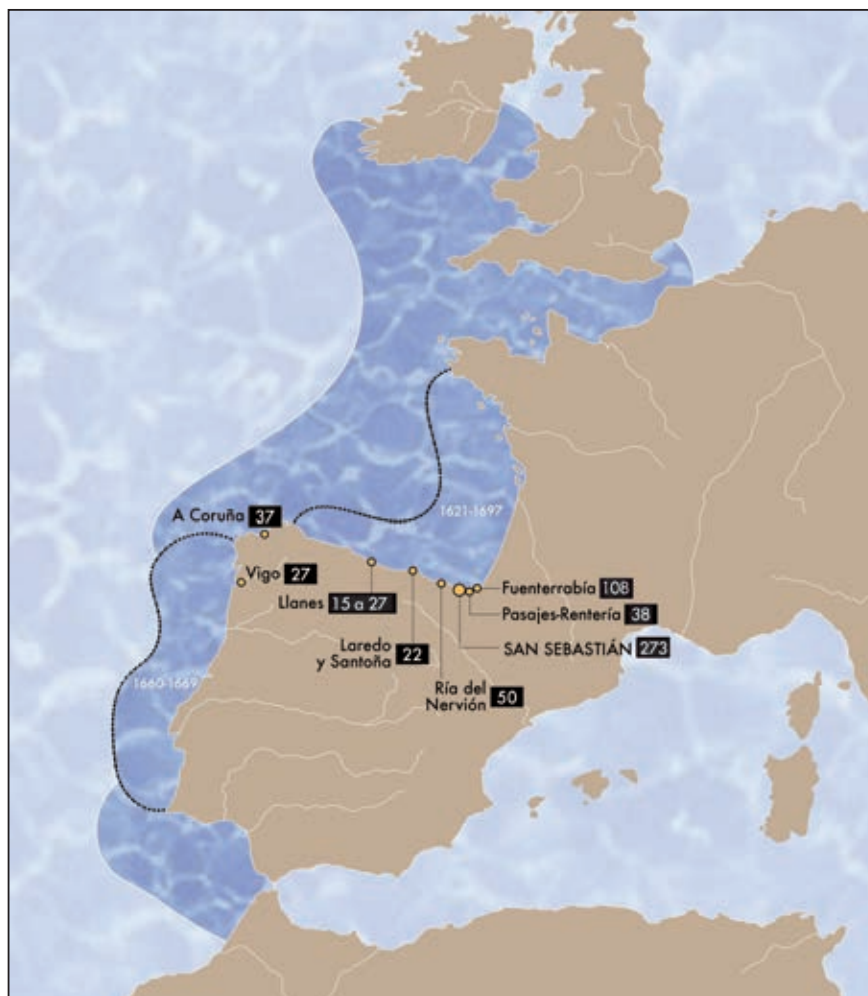 1621-1697
A Coruña 37
Vigo 27
Llanes 15 a 27
Laredo
y Santoña 22
Ría del
Nervión 50
Fuenterrabía 108
Pasajes-Rentería 38
SAN SEBASTIÁN 273
1660-1669